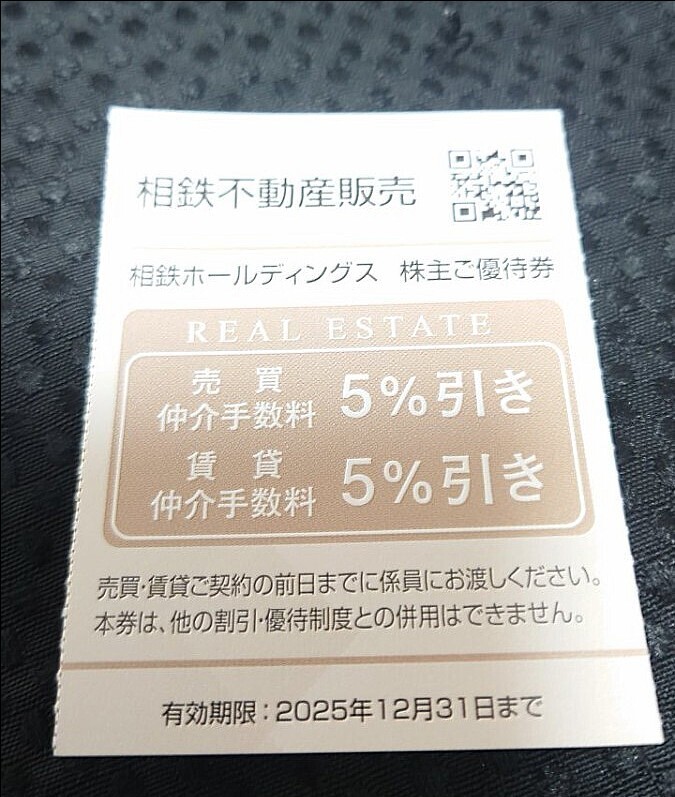 相鉄不動産販売
相鉄ホールディングス 株主ご優待券
REAL ESTATE
売買
仲介手数料 5%引き
賃貸
仲介手数料 5%引き
売買・賃貸ご契約の前日までに係員にお渡しください。
本券は、他の割引・優待制度との併用はできません。
有効期限：2025年12月31日まで